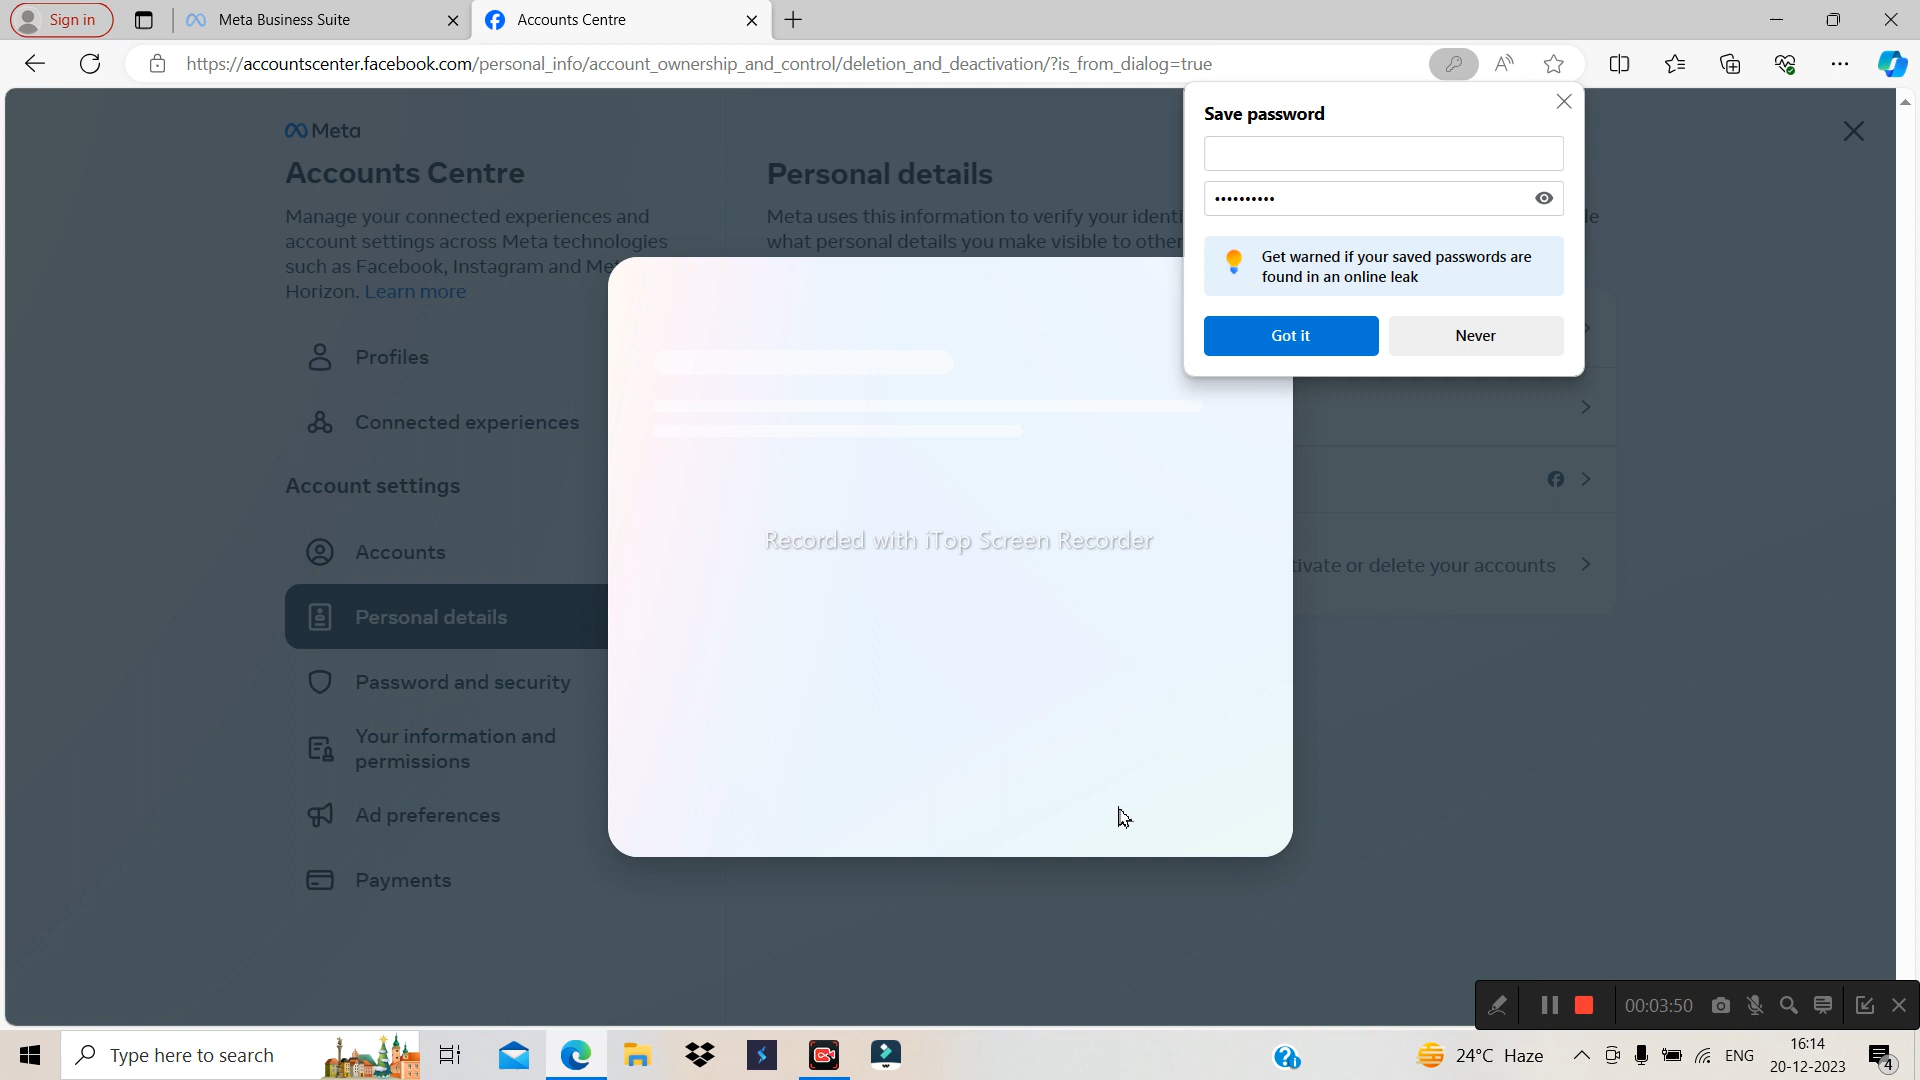 Sign in
Meta Business Suite
Accounts Centre
https://accountscenter.facebook.com/personal_info/account_ownership_and_control/deletion_and_deactivation/?is_from_dialog=true
Meta
Accounts Centre
Manage your connected experiences and
account settings across Meta technologies
such as Facebook, Instagram and Me
Horizon. Learn more
Profiles
Connected experiences
Account settings
Accounts
Personal details
Password and security
Your information and
permissions
Ad preferences
Payments
Personal details
Meta uses this information to verify your identi
what personal details you make visible to other
le
Save password
••••••••••
Get warned if your saved passwords are
found in an online leak
Got it
Never
Recorded with iTop Screen Recorder
tivate or delete your accounts
00:03:50
Type here to search
24°C Haze
ENG
16:14
20-12-2023
4